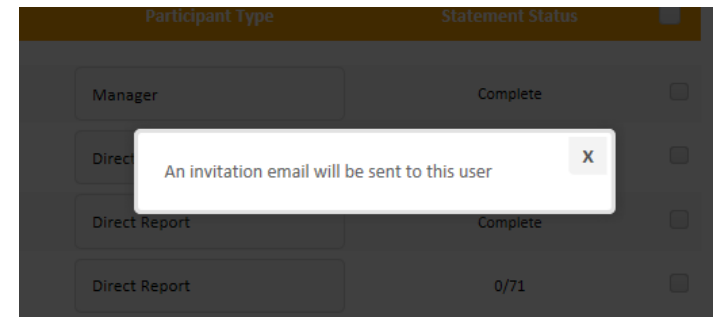 Participant Type Statement Status
Manager Complete
Direct
An invitation email will be sent to this user X
Direct Report Complete
Direct Report 0/71